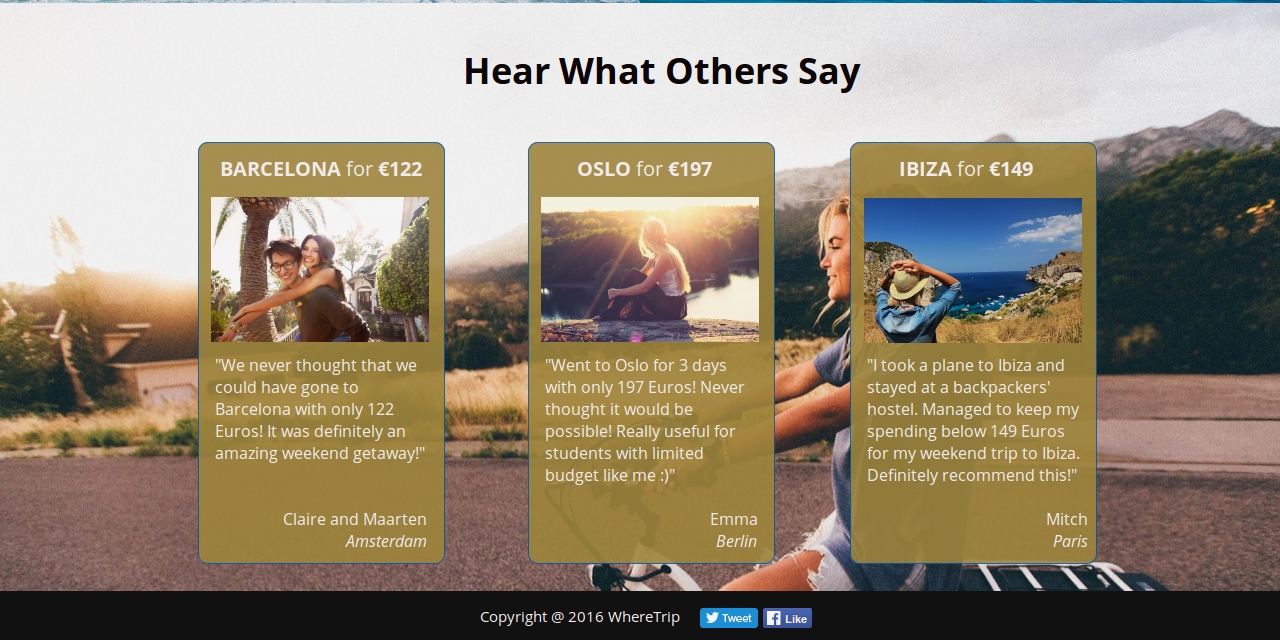 Hear What Others Say
BARCELONA for €122
"We never thought that we
could have gone to
Barcelona with only 122
Euros! It was definitely an
amazing weekend getaway!"
Claire and Maarten
Amsterdam
OSLO for €197
"Went to Oslo for 3 days
with only 197 Euros! Never
thought it would be
possible! Really useful for
students with limited
budget like me :)"
Emma
Berlin
IBIZA for €149
"I took a plane to Ibiza and
stayed at a backpackers'
hostel. Managed to keep my
spending below 149 Euros
for my weekend trip to Ibiza.
Definitely recommend this!"
Mitch
Paris
Copyright @ 2016 WhereTrip
Tweet
Like